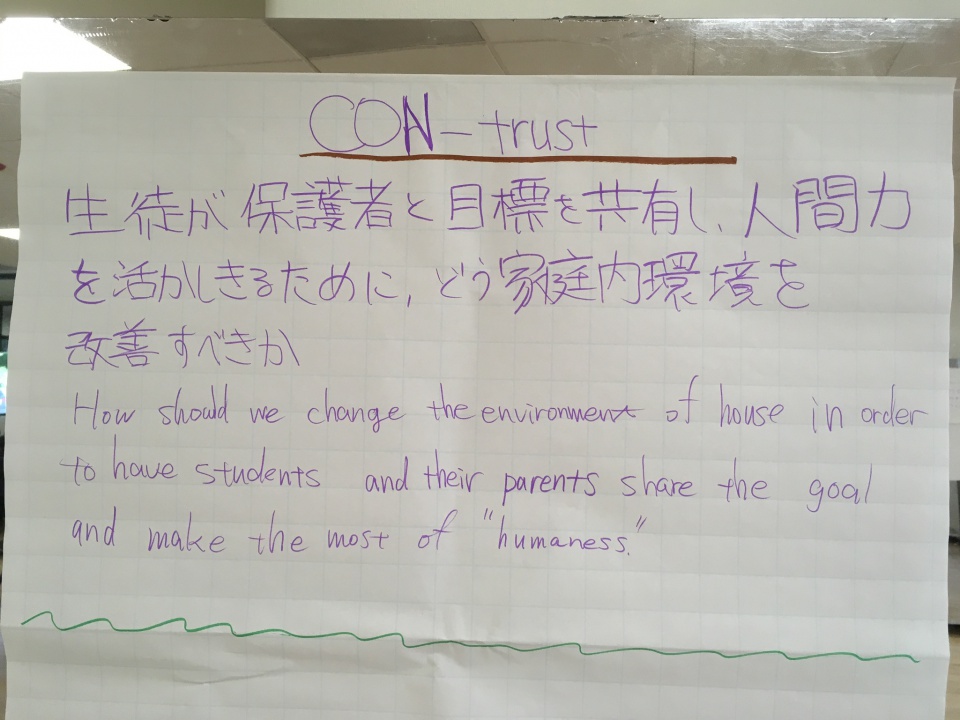 CON-trust
生徒が保護者と目標を共有し、人間力
を活かしきるために、どう家庭内環境を
改善すべきか
How should we change the environment of house in order
to have students and their parents share the goal
and make the most of "humaness."